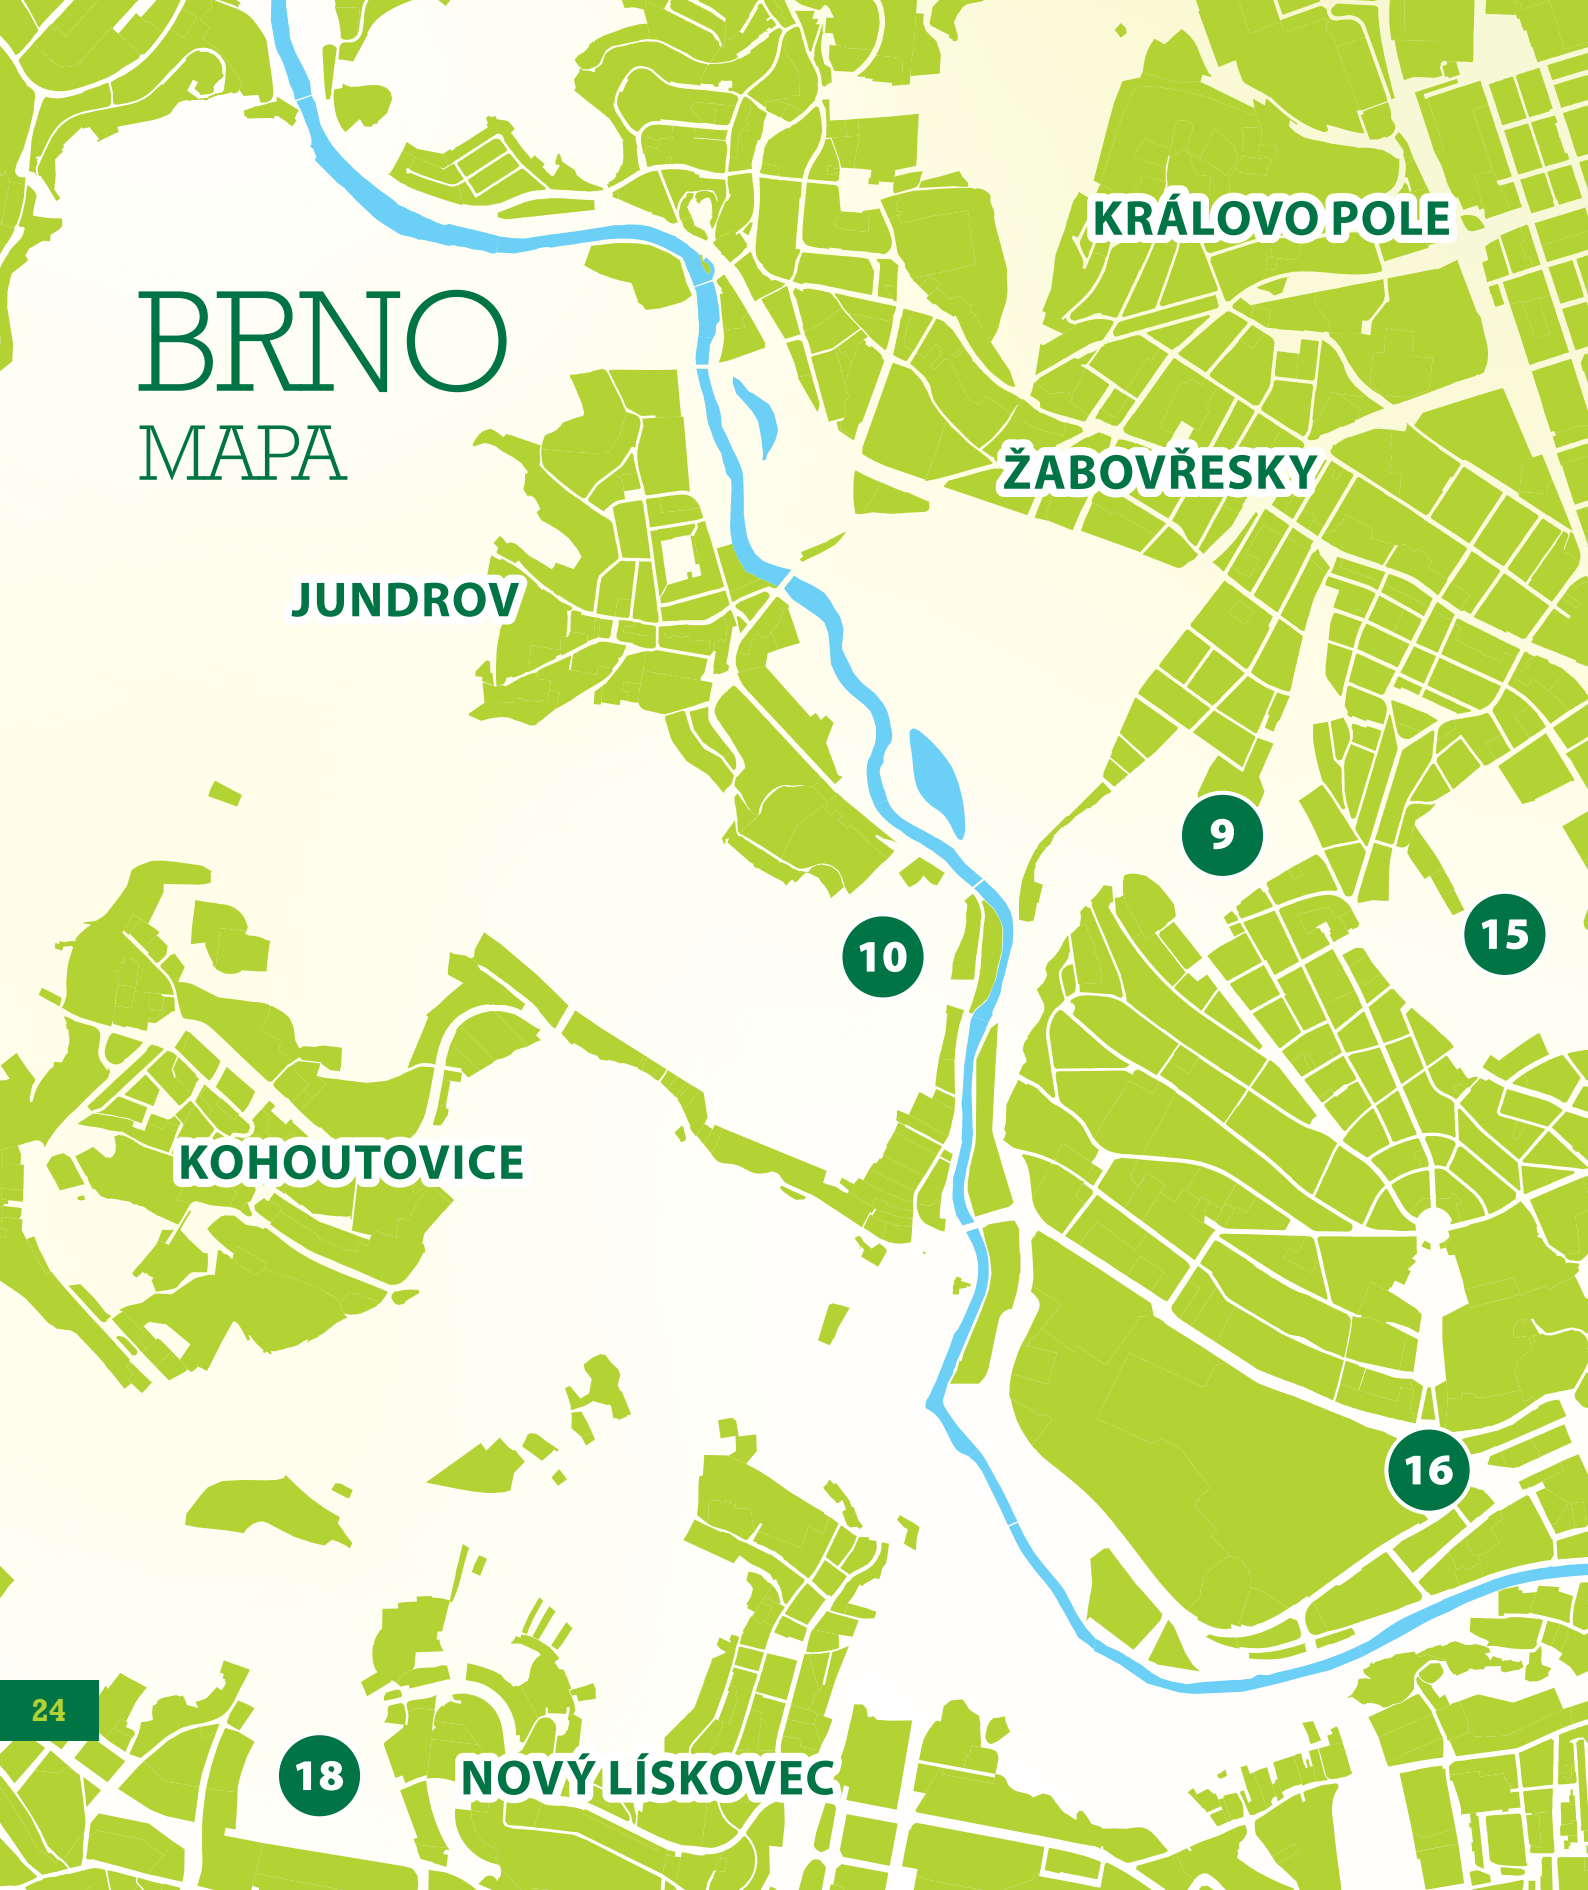 KRÁLOVO POLE
BRNO
MAPA
ŽABOVŘESKY
JUNDROV
9
15
10
KOHOUTOVICE
16
24
18
NOVÝ LÍSKOVEC